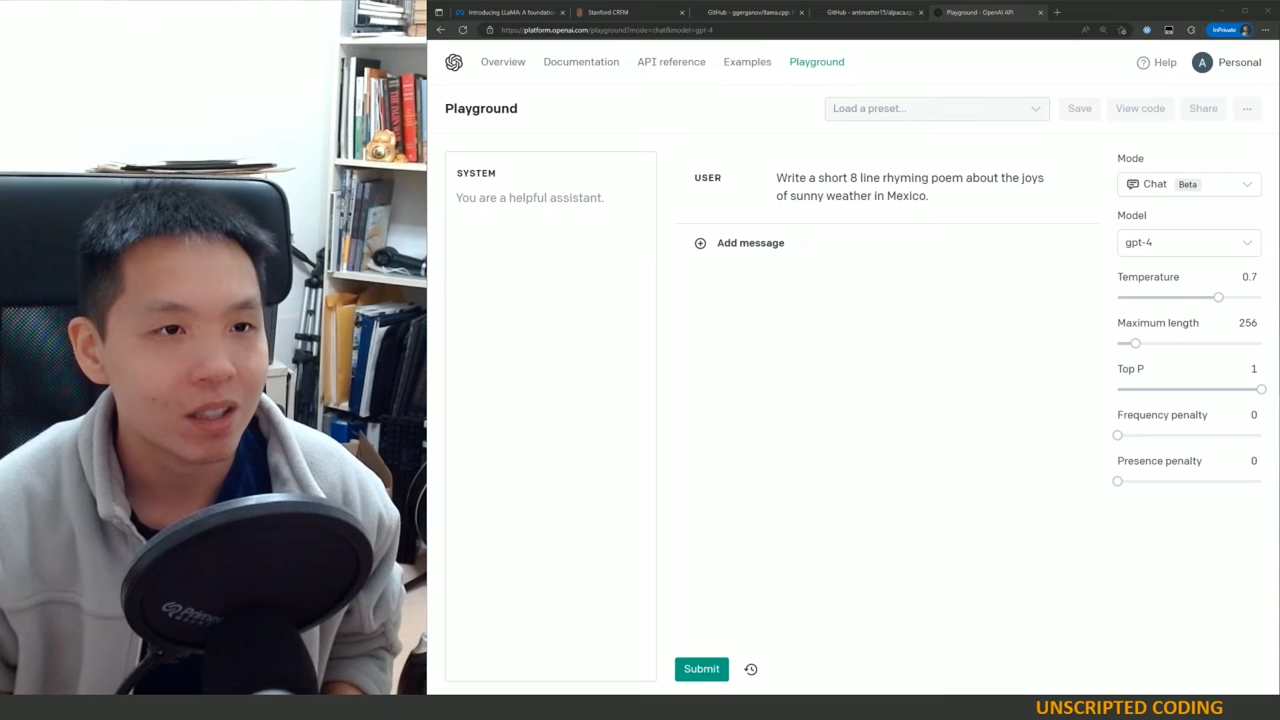 Introducing LLaMA: A foundation
Stanford CRFM
GitHub - ggerganov/llama.cpp:
GitHub - antimatter15/alpaca.cp
Playground - OpenAI API
https://platform.openai.com/playground?mode=chat&model=gpt-4
InPrivate
Overview
Documentation
API reference
Examples
Playground
Help
A
Personal
Playground
Load a preset...
Save
View code
Share
SYSTEM
You are a helpful assistant.
USER
Write a short 8 line rhyming poem about the joys
of sunny weather in Mexico.
Add message
Mode
Chat Beta
Model
gpt-4
Temperature 0.7
Maximum length 256
Top P 1
Frequency penalty 0
Presence penalty 0
Submit
UNSCRIPTED CODING